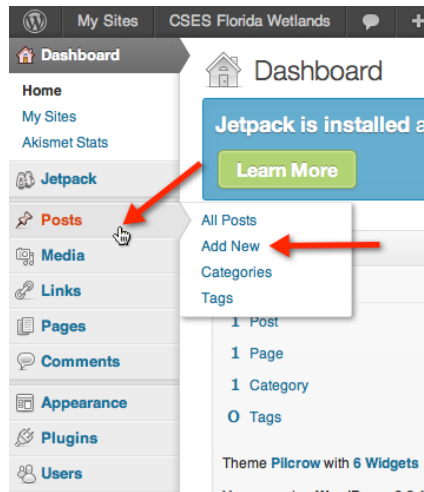 My Sites CSES Florida Wetlands
Dashboard
Home
My Sites
Akismet Stats
Jetpack
Posts
Media
Links
Pages
Comments
Appearance
Plugins
Users
Dashboard
Jetpack is installed a
Learn More
All Posts
Add New
Categories
Tags
1 Post
1 Page
1 Category
0 Tags
Theme Pilcrow with 6 Widgets